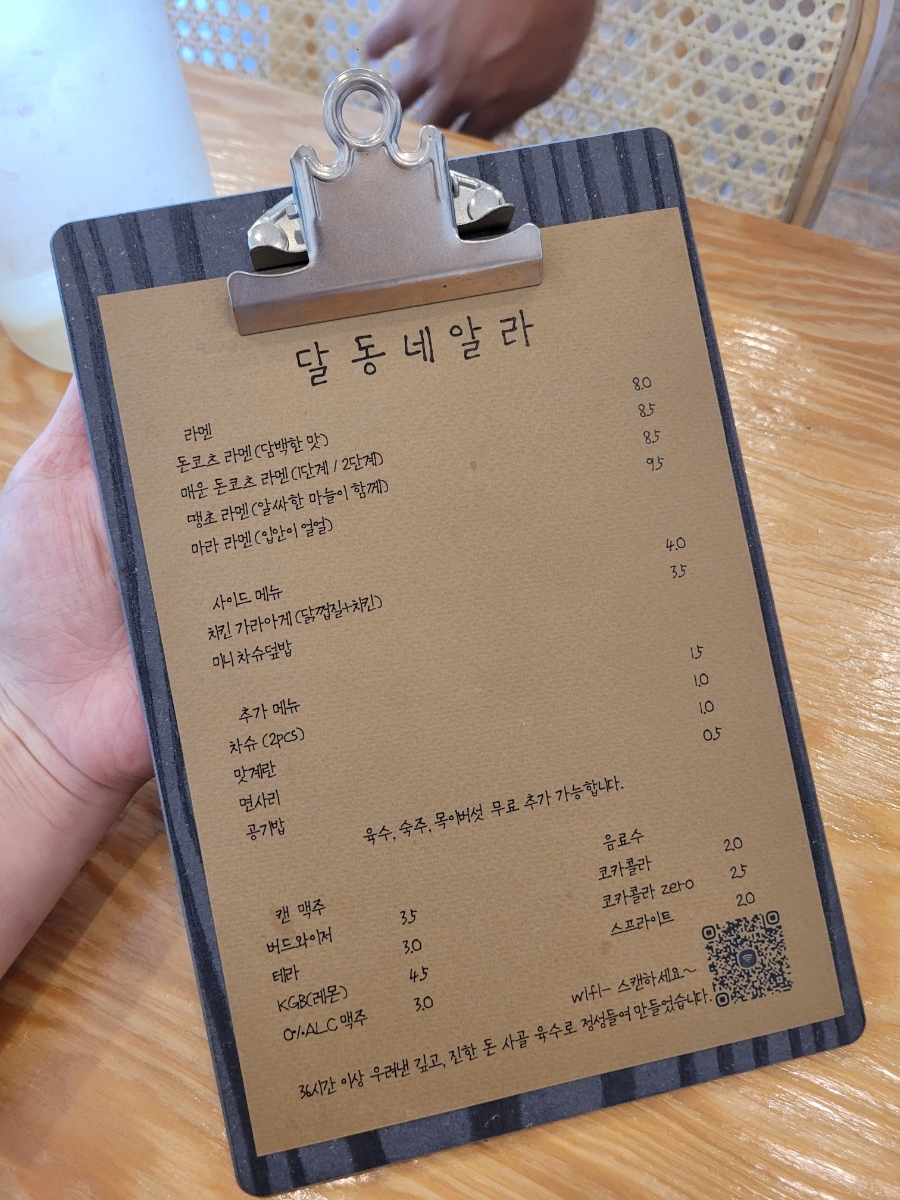 달동네알라
라멘
돈코츠 라멘(담백한 맛) 8.0
매운 돈코츠 라멘(1단계 / 2단계) 8.5
땡초 라멘(알싸한 마늘이 함께) 8.5
마라 라멘(입안이 얼얼) 9.5
사이드 메뉴
치킨 가라아게(닭껍질+치킨) 4.0
미니 차슈덮밥 3.5
추가 메뉴
차슈 (2pcs) 1.5
맛계란 1.0
면사리 1.0
공기밥 0.5
육수, 숙주, 목이버섯 무료 추가 가능합니다.
캔 맥주
버드와이저 3.5
테라 3.0
KGB(레몬) 4.5
0%ALC 맥주 3.0
음료수
코카콜라 2.0
코카콜라 zero 2.5
스프라이트 2.0
wifi- 스캔하세요~
36시간 이상 우려낸 깊고, 진한 돈 사골 육수로 정성들여 만들었습니다.